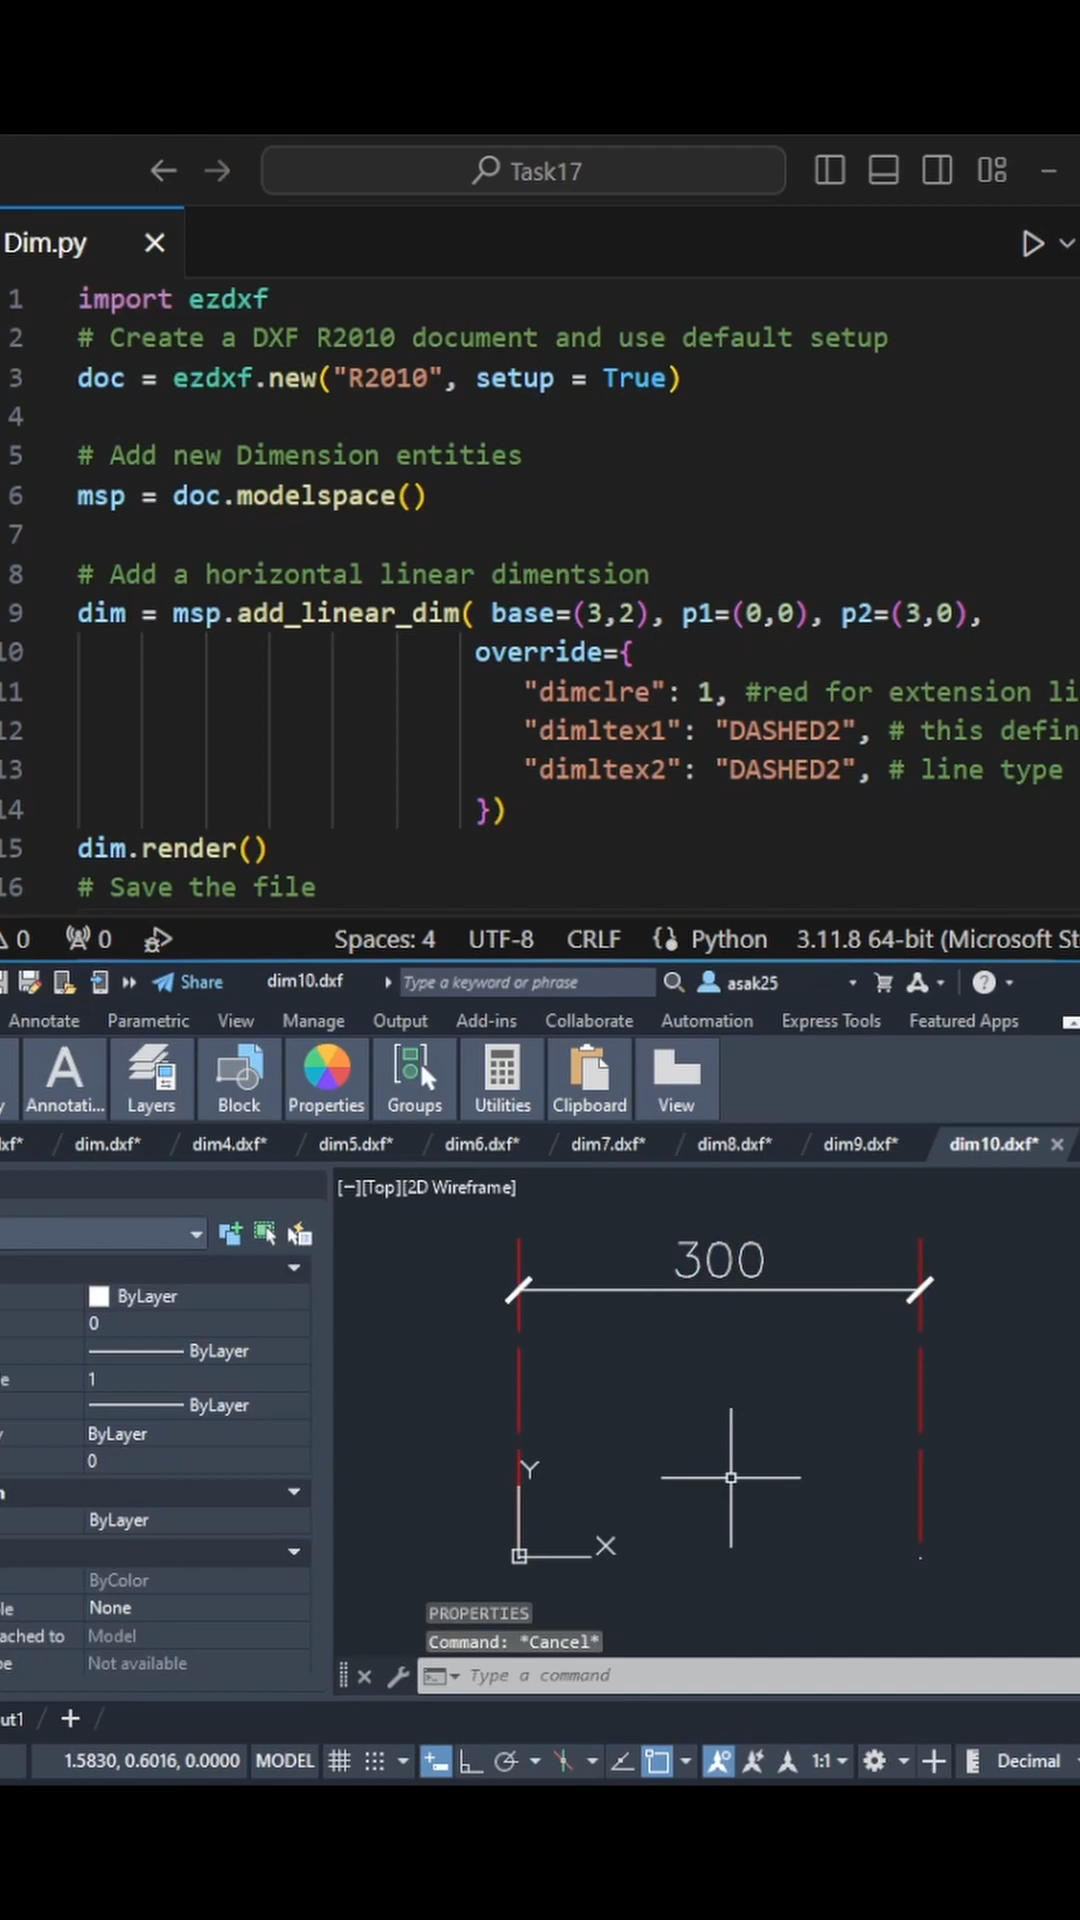 Task17
Dim.py
1 import ezdxf
2 # Create a DXF R2010 document and use default setup
3 doc = ezdxf.new("R2010", setup = True)
4
5 # Add new Dimension entities
6 msp = doc.modelspace()
7
8 # Add a horizontal linear dimentsion
9 dim = msp.add_linear_dim( base=(3,2), p1=(0,0), p2=(3,0),
10 override={
11 "dimclre": 1, #red for extension li
12 "dimltex1": "DASHED2", # this defin
13 "dimltex2": "DASHED2", # line type
14 })
15 dim.render()
16 # Save the file
0 0 Spaces: 4 UTF-8 CRLF Python 3.11.8 64-bit (Microsoft St
Share dim10.dxf Type a keyword or phrase asak25
Annotate Parametric View Manage Output Add-ins Collaborate Automation Express Tools Featured Apps
y Annotati... Layers Block Properties Groups Utilities Clipboard View
xf* dim.dxf* dim4.dxf* dim5.dxf* dim6.dxf* dim7.dxf* dim8.dxf* dim9.dxf* dim10.dxf*
[−][Top][2D Wireframe]
300
ByLayer
0
ByLayer
e 1
ByLayer
y ByLayer
0
n
ByLayer
ByColor
le None
ached to Model
pe Not available
Y
X
PROPERTIES
Command: *Cancel*
Type a command
ut1
1.5830, 0.6016, 0.0000 MODEL 1:1 Decimal